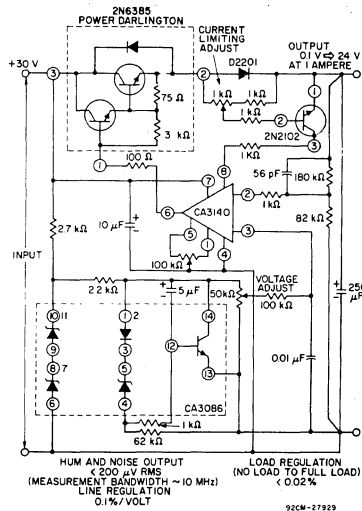 2N6385
POWER DARLINGTON
CURRENT
LIMITING
ADJUST
D2201
OUTPUT
0.1 V ⇨ 24 V
AT 1 AMPERE
+30 V
3
2
75 Ω
3 kΩ
1 kΩ
1 kΩ
1 kΩ
1
2
2N2102
3
1
100 Ω
1 kΩ
8
56 pF
180 kΩ
7
2
1 kΩ
6
CA3140
82 kΩ
2.7 kΩ
10 μF
5
1
4
3
INPUT
100 kΩ
VOLTAGE
ADJUST
2.2 kΩ
5 μF
50kΩ
100 kΩ
10
11
1
2
14
9
3
12
0.01 μF
8
7
5
13
6
4
CA3086
1 kΩ
62 kΩ
HUM AND NOISE OUTPUT
< 200 μV RMS
(MEASUREMENT BANDWIDTH ~ 10 MHz)
LINE REGULATION
0.1%/VOLT
LOAD REGULATION
(NO LOAD TO FULL LOAD)
< 0.02%
92CM-27929